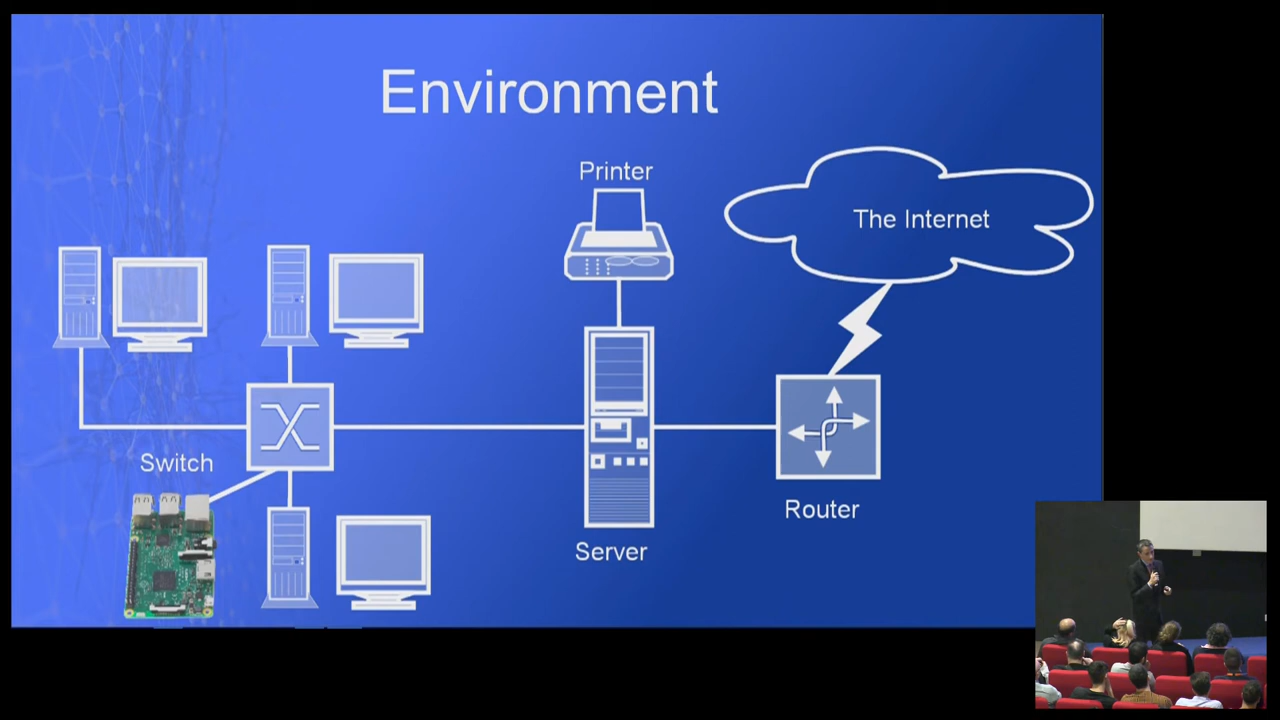 Environment
Printer
The Internet
Switch
Router
Server